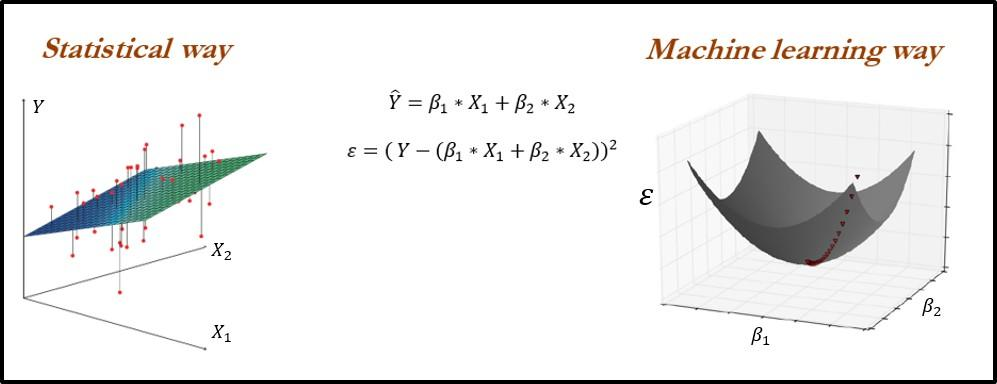 Statistical way
Y
X₂
X₁
Ŷ = β₁ * X₁ + β₂ * X₂
ε = ( Y − (β₁ * X₁ + β₂ * X₂))²
Machine learning way
ε
β₂
β₁